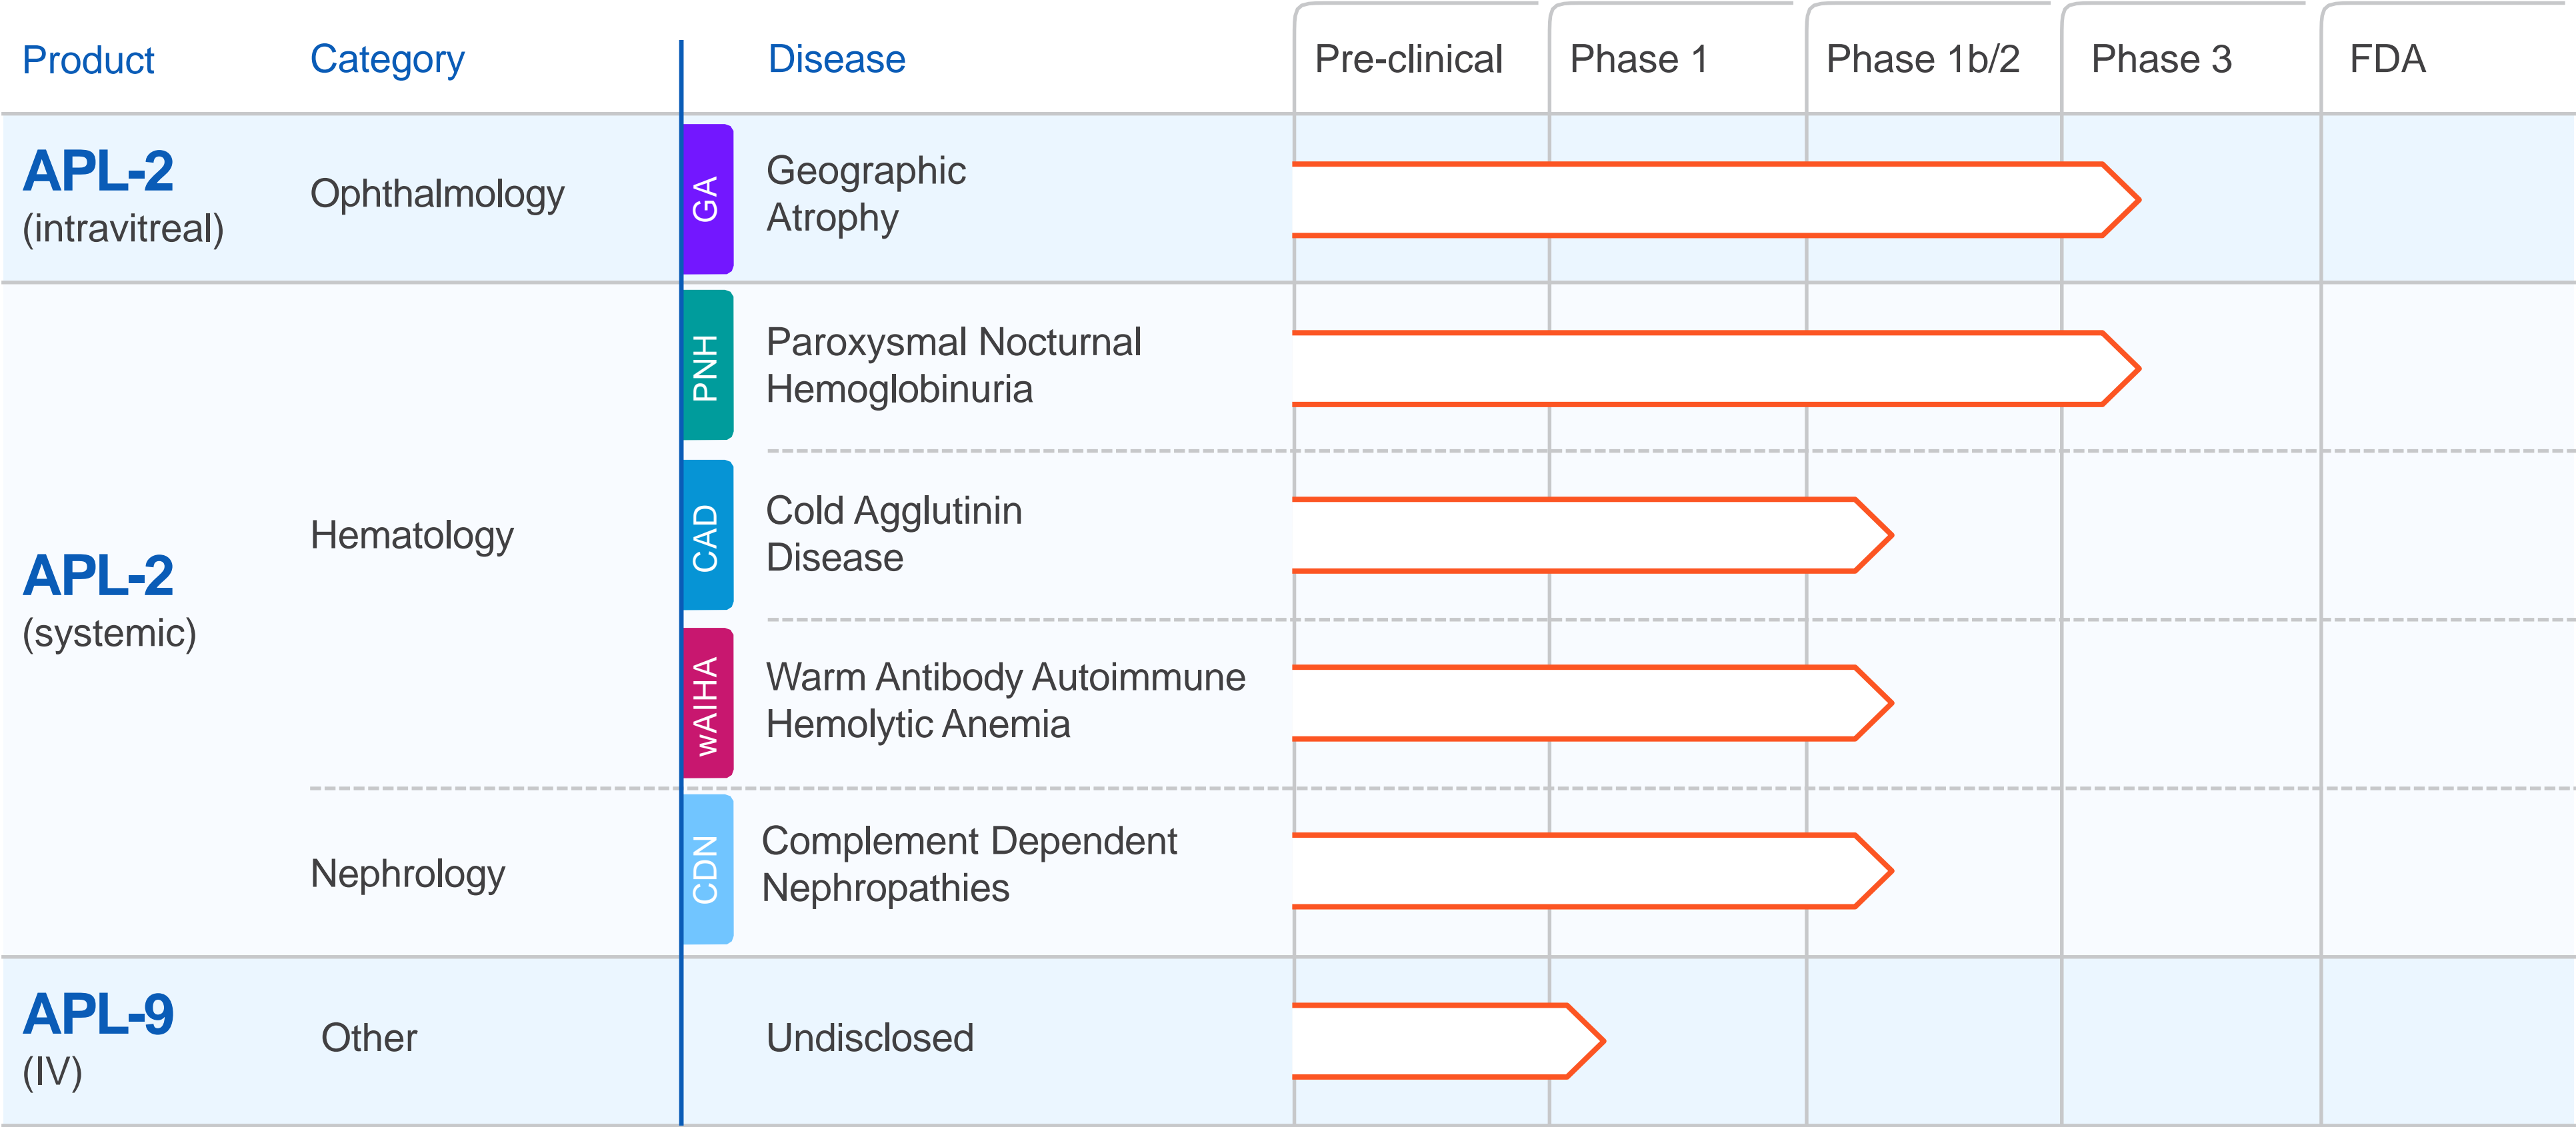 Product Category Disease Pre-clinical Phase 1 Phase 1b/2 Phase 3 FDA
APL-2
(intravitreal)
Ophthalmology
GA
Geographic
Atrophy
APL-2
(systemic)
Hematology
PNH
Paroxysmal Nocturnal
Hemoglobinuria
CAD
Cold Agglutinin
Disease
wAIHA
Warm Antibody Autoimmune
Hemolytic Anemia
Nephrology
CDN
Complement Dependent
Nephropathies
APL-9
(IV)
Other
Undisclosed